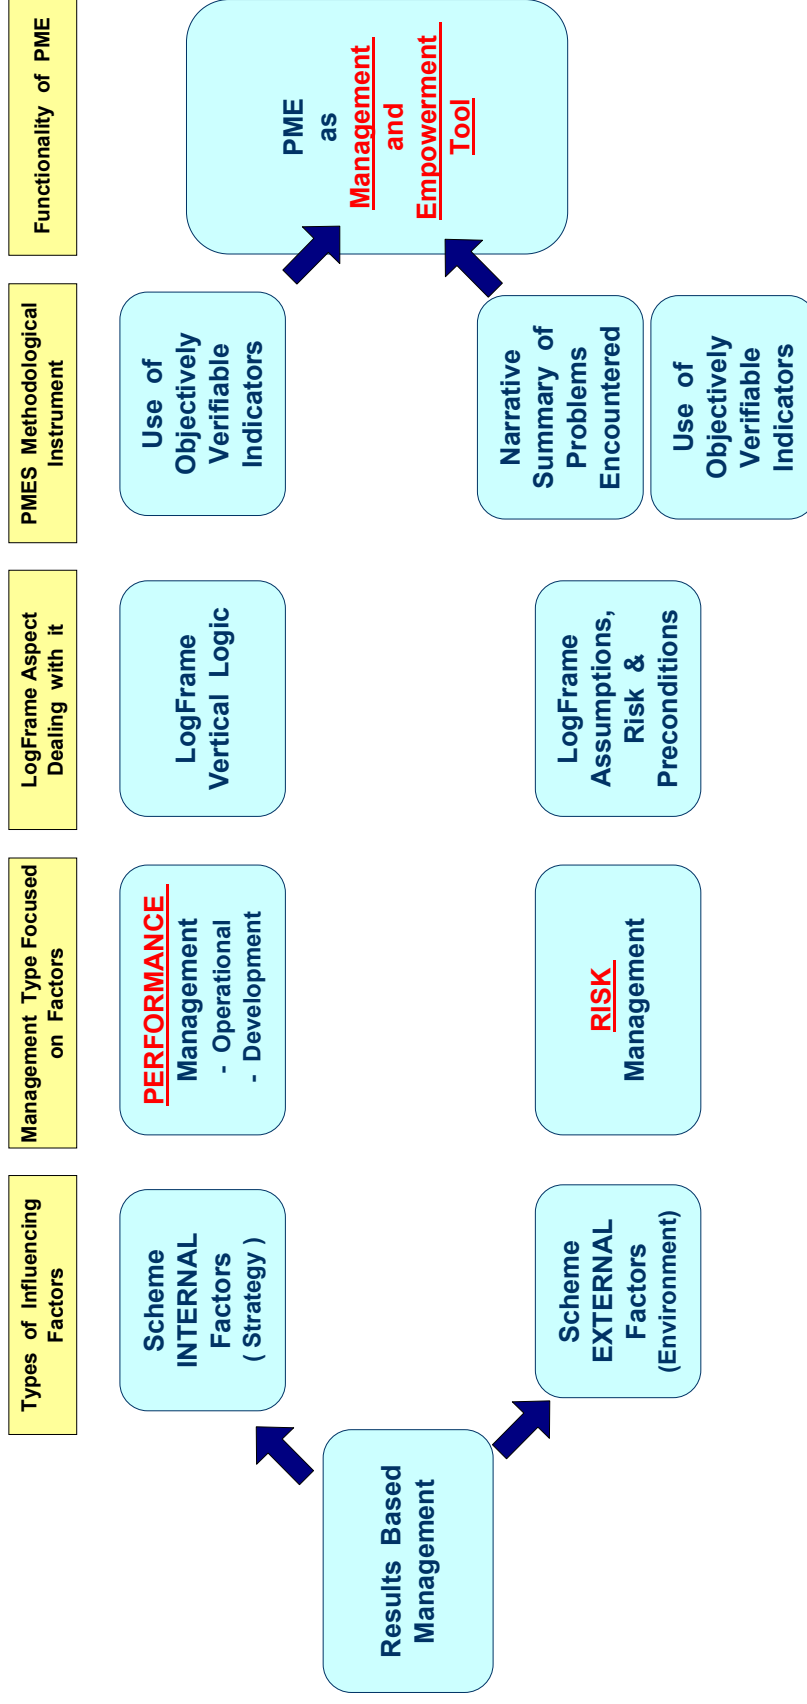 Types of Influencing
Factors
Management Type Focused
on Factors
LogFrame Aspect
Dealing with it
PMES Methodological
Instrument
Functionality of PME
Results Based
Management
Scheme
INTERNAL
Factors
( Strategy )
PERFORMANCE
Management
- Operational
- Development
LogFrame
Vertical Logic
Use of
Objectively
Verifiable
Indicators
PME
as
Management
and
Empowerment
Tool
Scheme
EXTERNAL
Factors
(Environment)
RISK
Management
LogFrame
Assumptions,
Risk &
Preconditions
Narrative
Summary of
Problems
Encountered
Use of
Objectively
Verifiable
Indicators